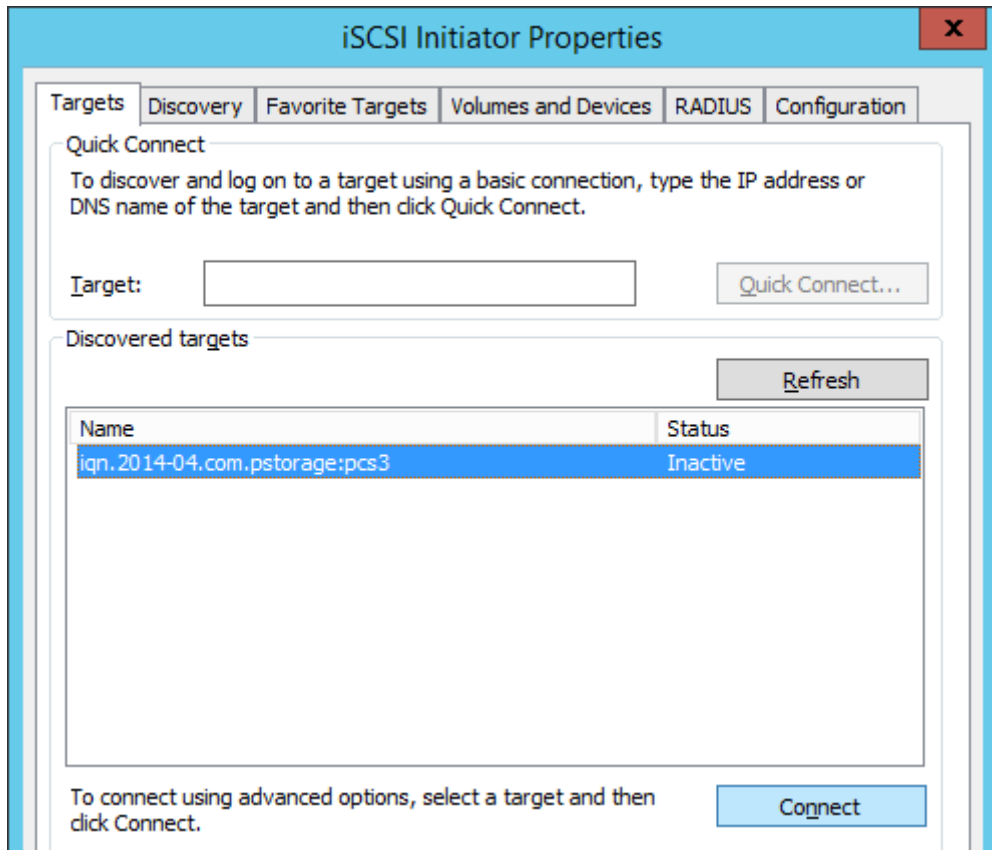 iSCSI Initiator Properties
x
Targets Discovery Favorite Targets Volumes and Devices RADIUS Configuration
Quick Connect
To discover and log on to a target using a basic connection, type the IP address or
DNS name of the target and then click Quick Connect.
Target:
Quick Connect...
Discovered targets
Refresh
Name Status
iqn.2014-04.com.pstorage:pcs3 Inactive
To connect using advanced options, select a target and then
click Connect.
Connect